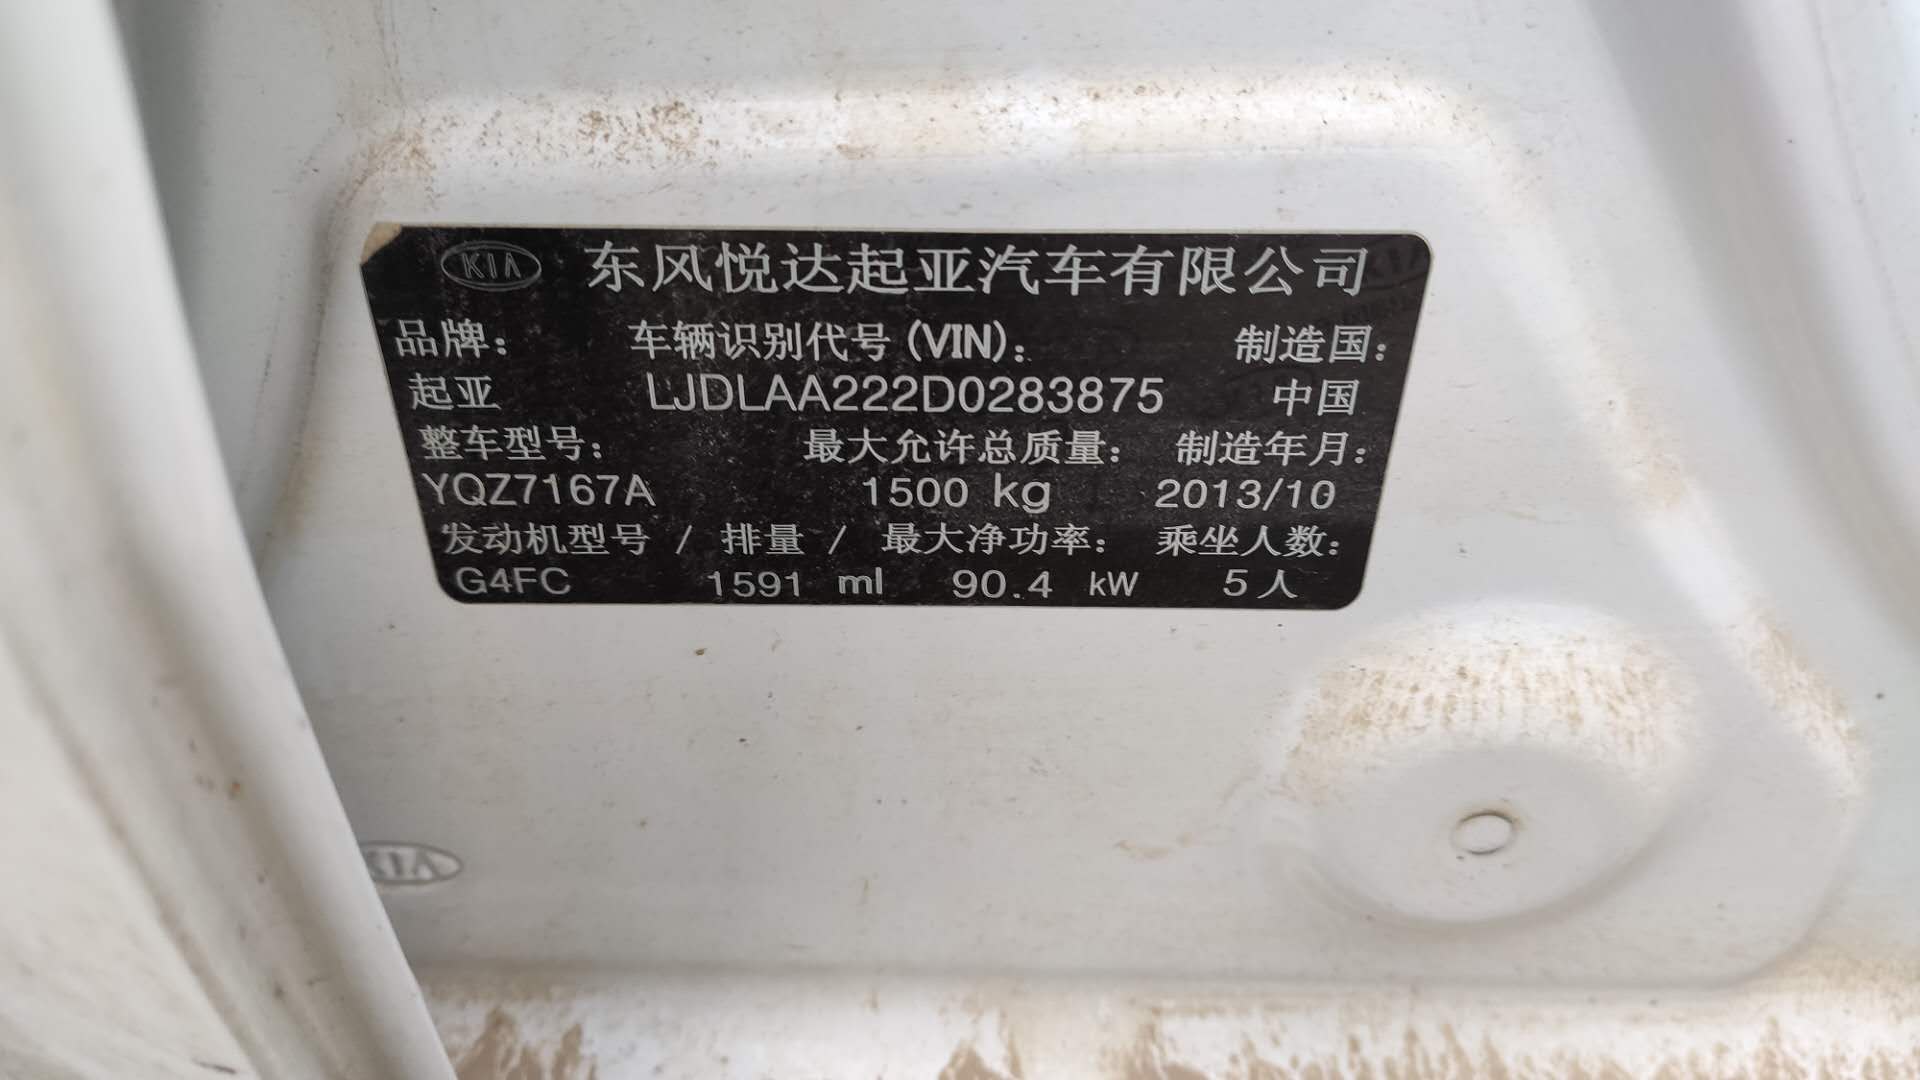 KIA 东风悦达起亚汽车有限公司
品牌： 车辆识别代号(VIN)： 制造国：
起亚 LJDLAA222D0283875 中国
整车型号： 最大允许总质量： 制造年月：
YQZ7167A 1500 kg 2013/10
发动机型号 / 排量 / 最大净功率： 乘坐人数：
G4FC 1591 ml 90.4 kW 5人
KIA